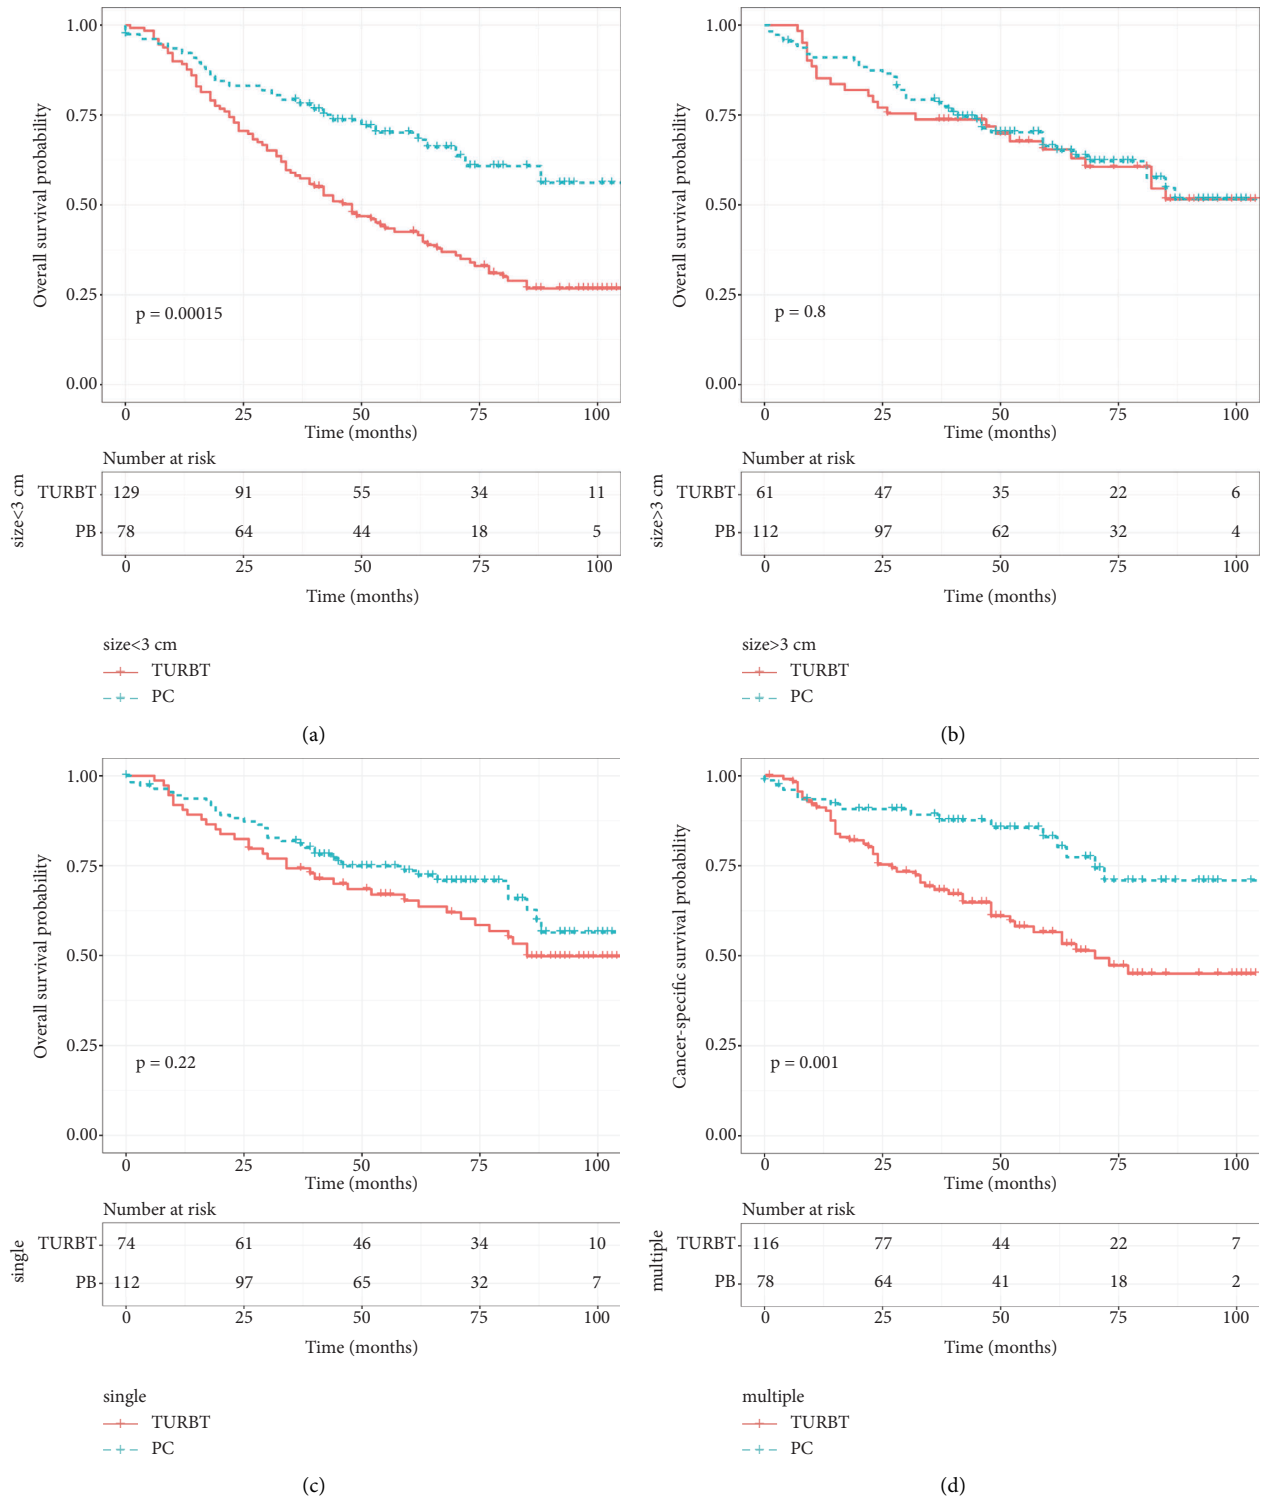 1.00
0.75
0.50
0.25
0.00
Overall survival probability
p = 0.00015
0 25 50 75 100
Time (months)
Number at risk
size<3 cm
TURBT 129 91 55 34 11
PB 78 64 44 18 5
0 25 50 75 100
Time (months)
size<3 cm
TURBT
PC
(a)
1.00
0.75
0.50
0.25
0.00
Overall survival probability
p = 0.8
0 25 50 75 100
Time (months)
Number at risk
size>3 cm
TURBT 61 47 35 22 6
PB 112 97 62 32 4
0 25 50 75 100
Time (months)
size>3 cm
TURBT
PC
(b)
1.00
0.75
0.50
0.25
0.00
Overall survival probability
p = 0.22
0 25 50 75 100
Time (months)
Number at risk
single
TURBT 74 61 46 34 10
PB 112 97 65 32 7
0 25 50 75 100
Time (months)
single
TURBT
PC
(c)
1.00
0.75
0.50
0.25
0.00
Cancer-specific survival probability
p = 0.001
0 25 50 75 100
Time (months)
Number at risk
multiple
TURBT 116 77 44 22 7
PB 78 64 41 18 2
0 25 50 75 100
Time (months)
multiple
TURBT
PC
(d)